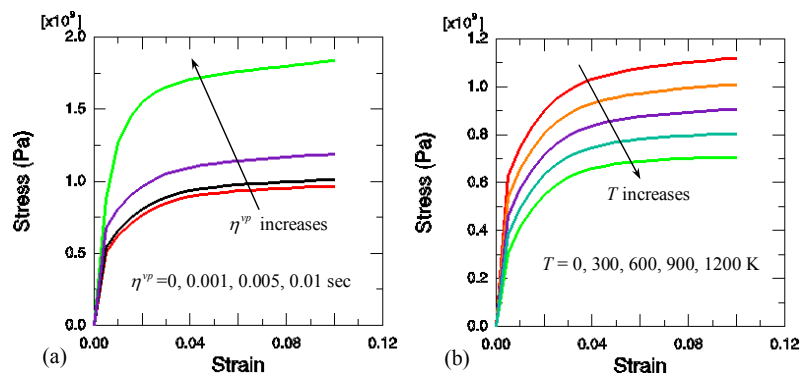 [x10⁹]
2.0
1.5
1.0
0.5
0.0
Stress (Pa)
η^vp increases
η^vp =0, 0.001, 0.005, 0.01 sec
0.00 0.04 0.08 0.12
(a) Strain
[x10⁹]
1.2
1.0
0.8
0.6
0.4
0.2
0.0
Stress (Pa)
T increases
T = 0, 300, 600, 900, 1200 K
0.00 0.04 0.08 0.12
(b) Strain